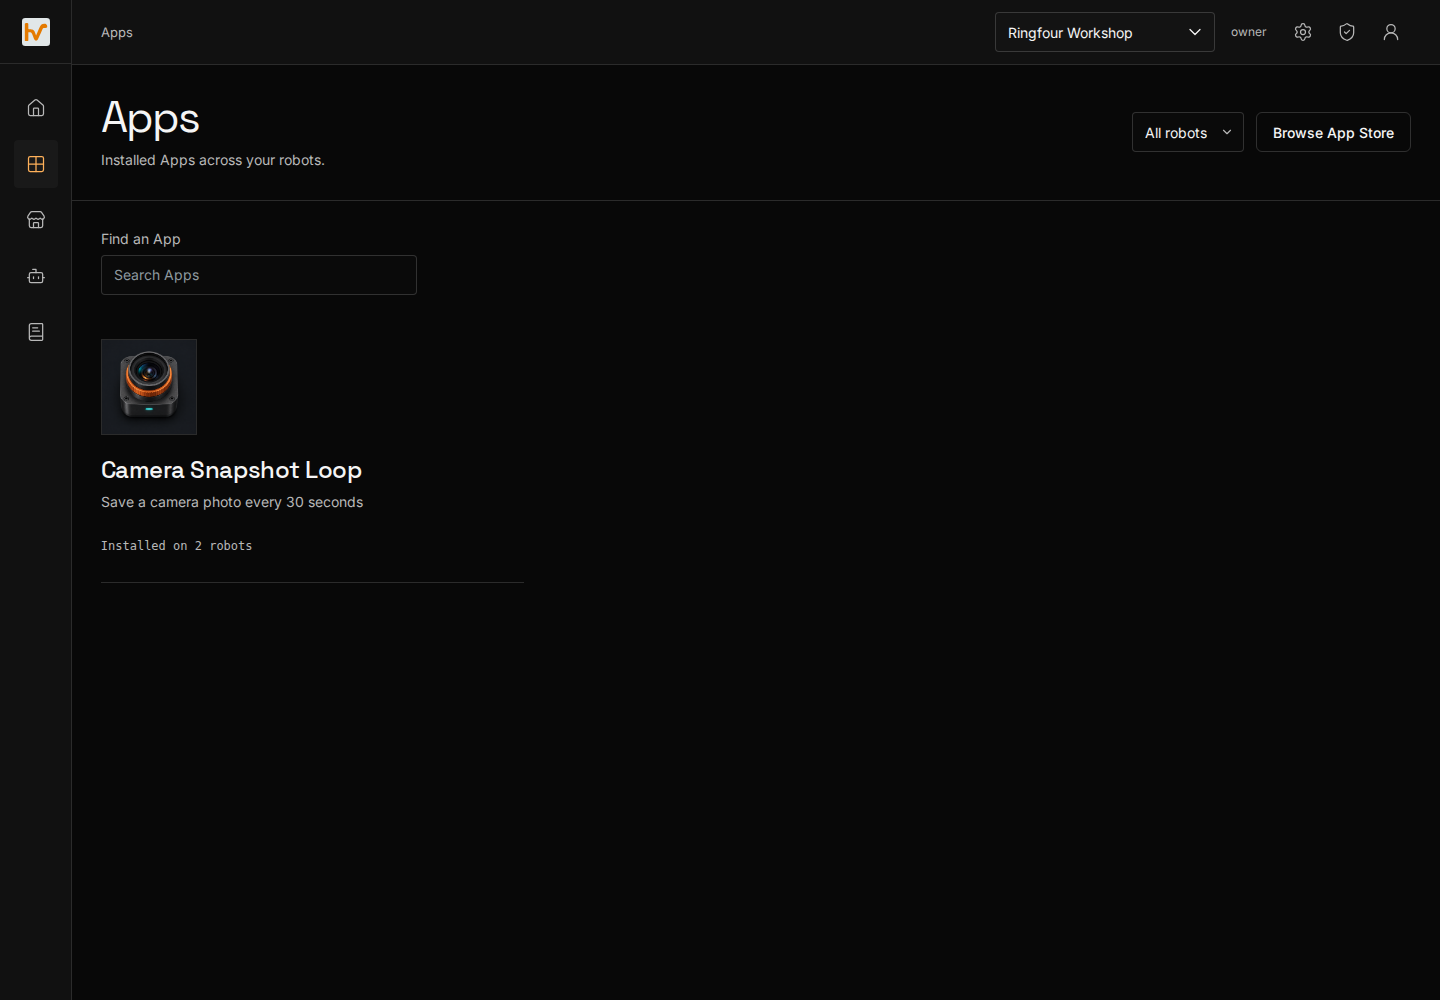 Apps
Ringfour Workshop
owner
Apps
Installed Apps across your robots.
All robots
Browse App Store
Find an App
Search Apps
Camera Snapshot Loop
Save a camera photo every 30 seconds
Installed on 2 robots